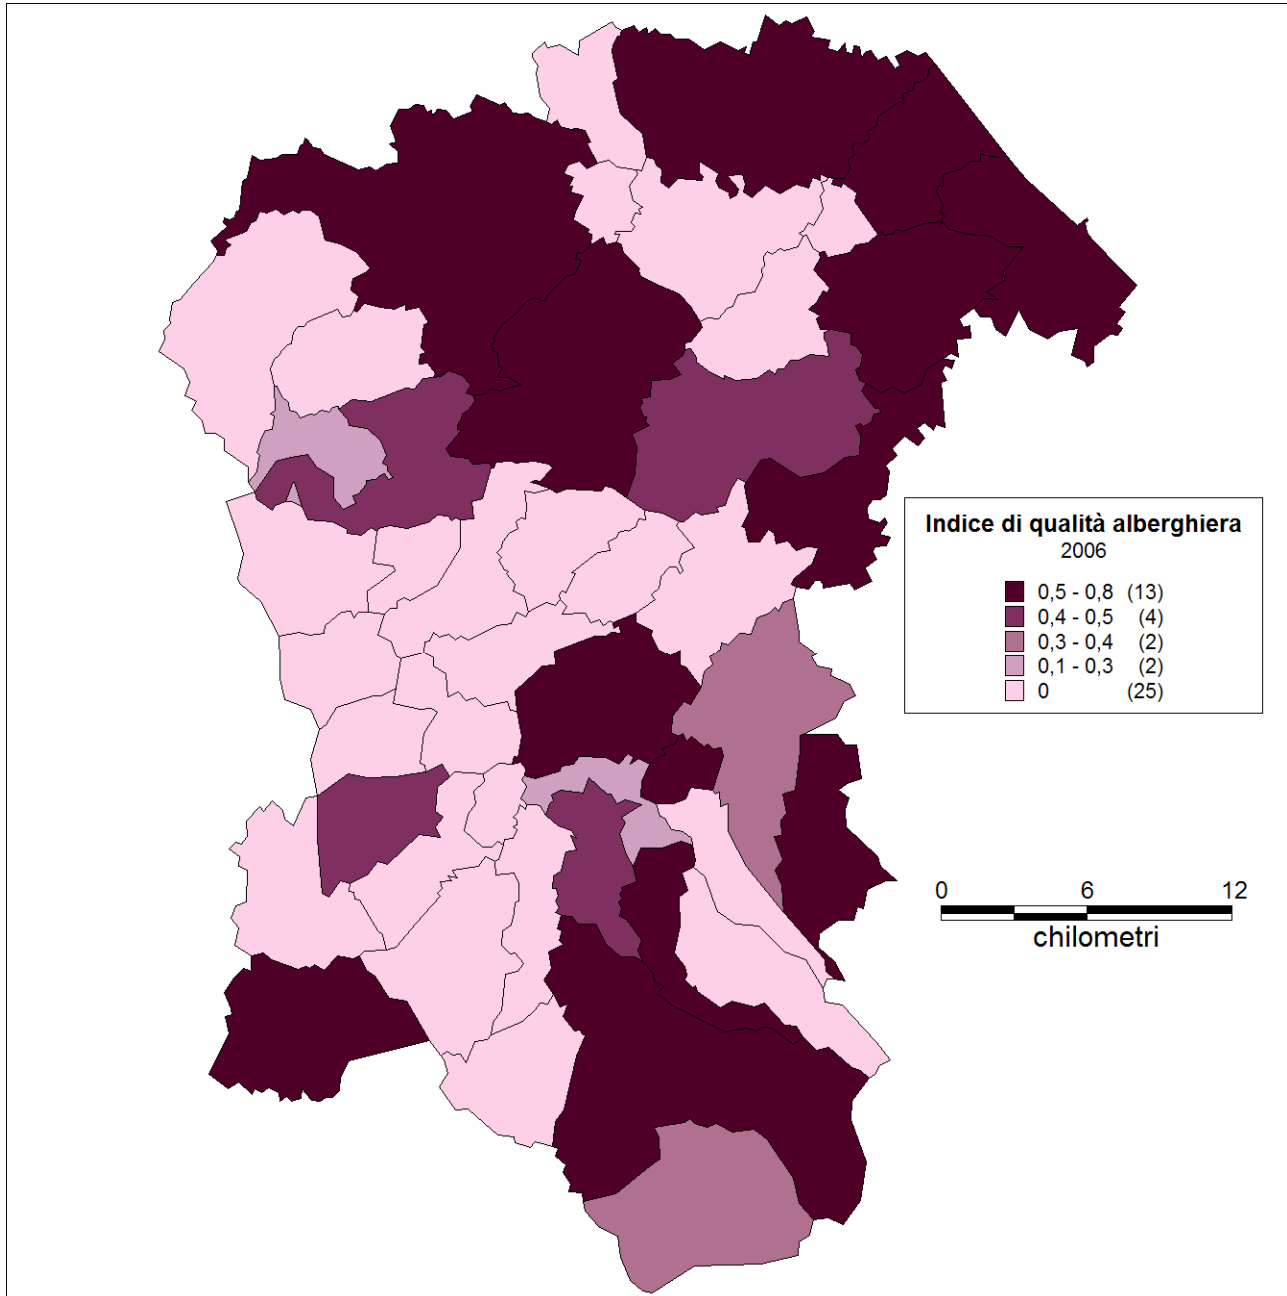 Indice di qualità alberghiera
2006
0,5 - 0,8 (13)
0,4 - 0,5 (4)
0,3 - 0,4 (2)
0,1 - 0,3 (2)
0 (25)
0 6 12
chilometri